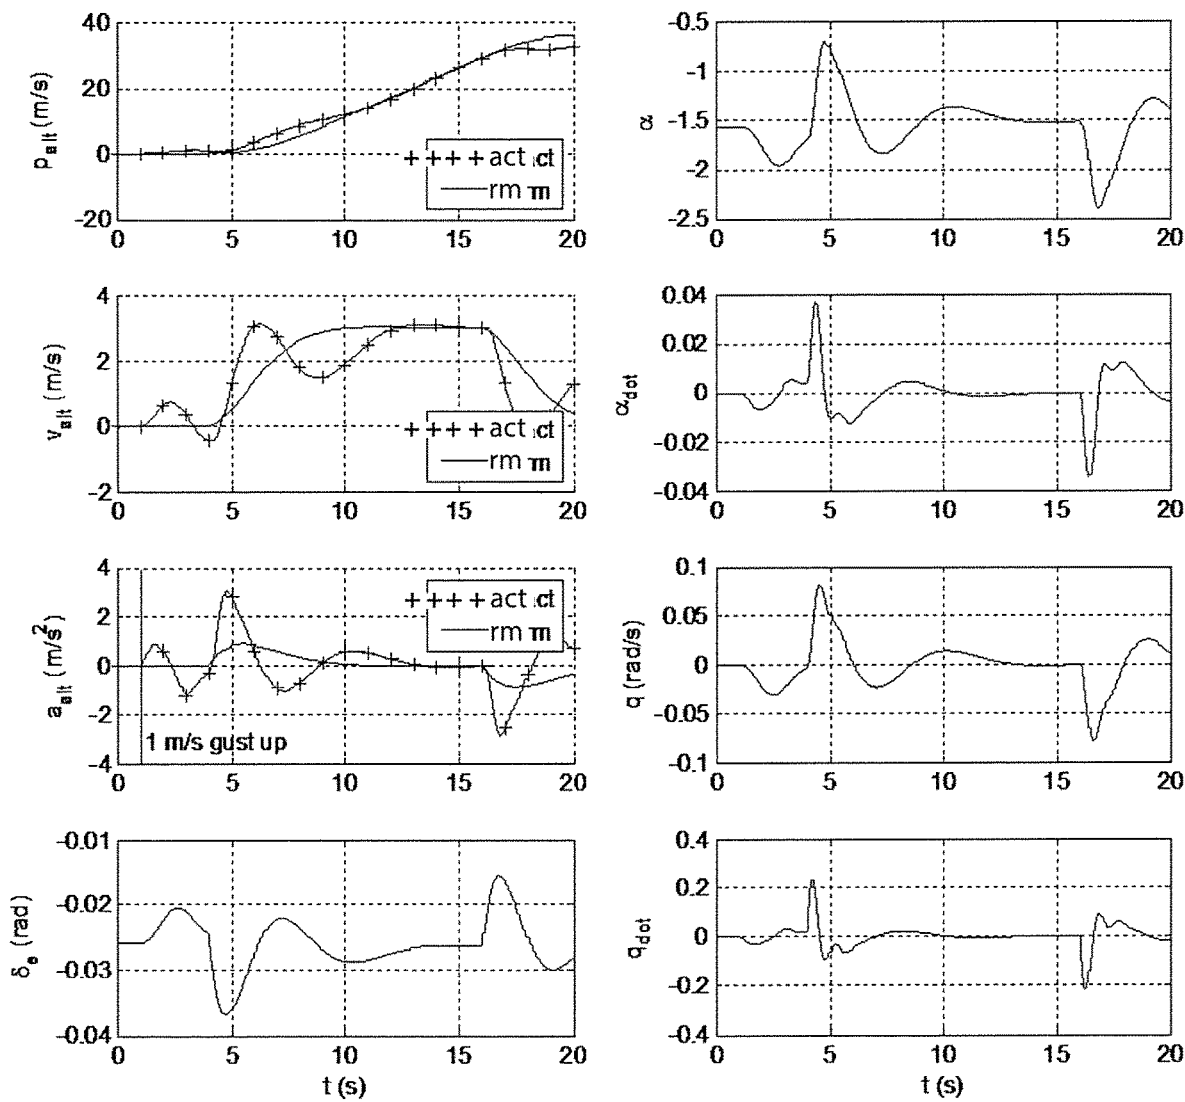 p_alt (m/s)
40
20
0
-20
0 5 10 15 20
act ct
rm m
α
-0.5
-1
-1.5
-2
-2.5
0 5 10 15 20
v_alt (m/s)
4
2
0
-2
0 5 10 15 20
act ct
rm m
α_dot
0.04
0.02
0
-0.02
-0.04
0 5 10 15 20
a_alt (m/s²)
4
2
0
-2
-4
0 5 10 15 20
act ct
rm m
1 m/s gust up
q (rad/s)
0.1
0.05
0
-0.05
-0.1
0 5 10 15 20
δ_e (rad)
-0.01
-0.02
-0.03
-0.04
0 5 10 15 20
t (s)
q_dot
0.4
0.2
0
-0.2
-0.4
0 5 10 15 20
t (s)